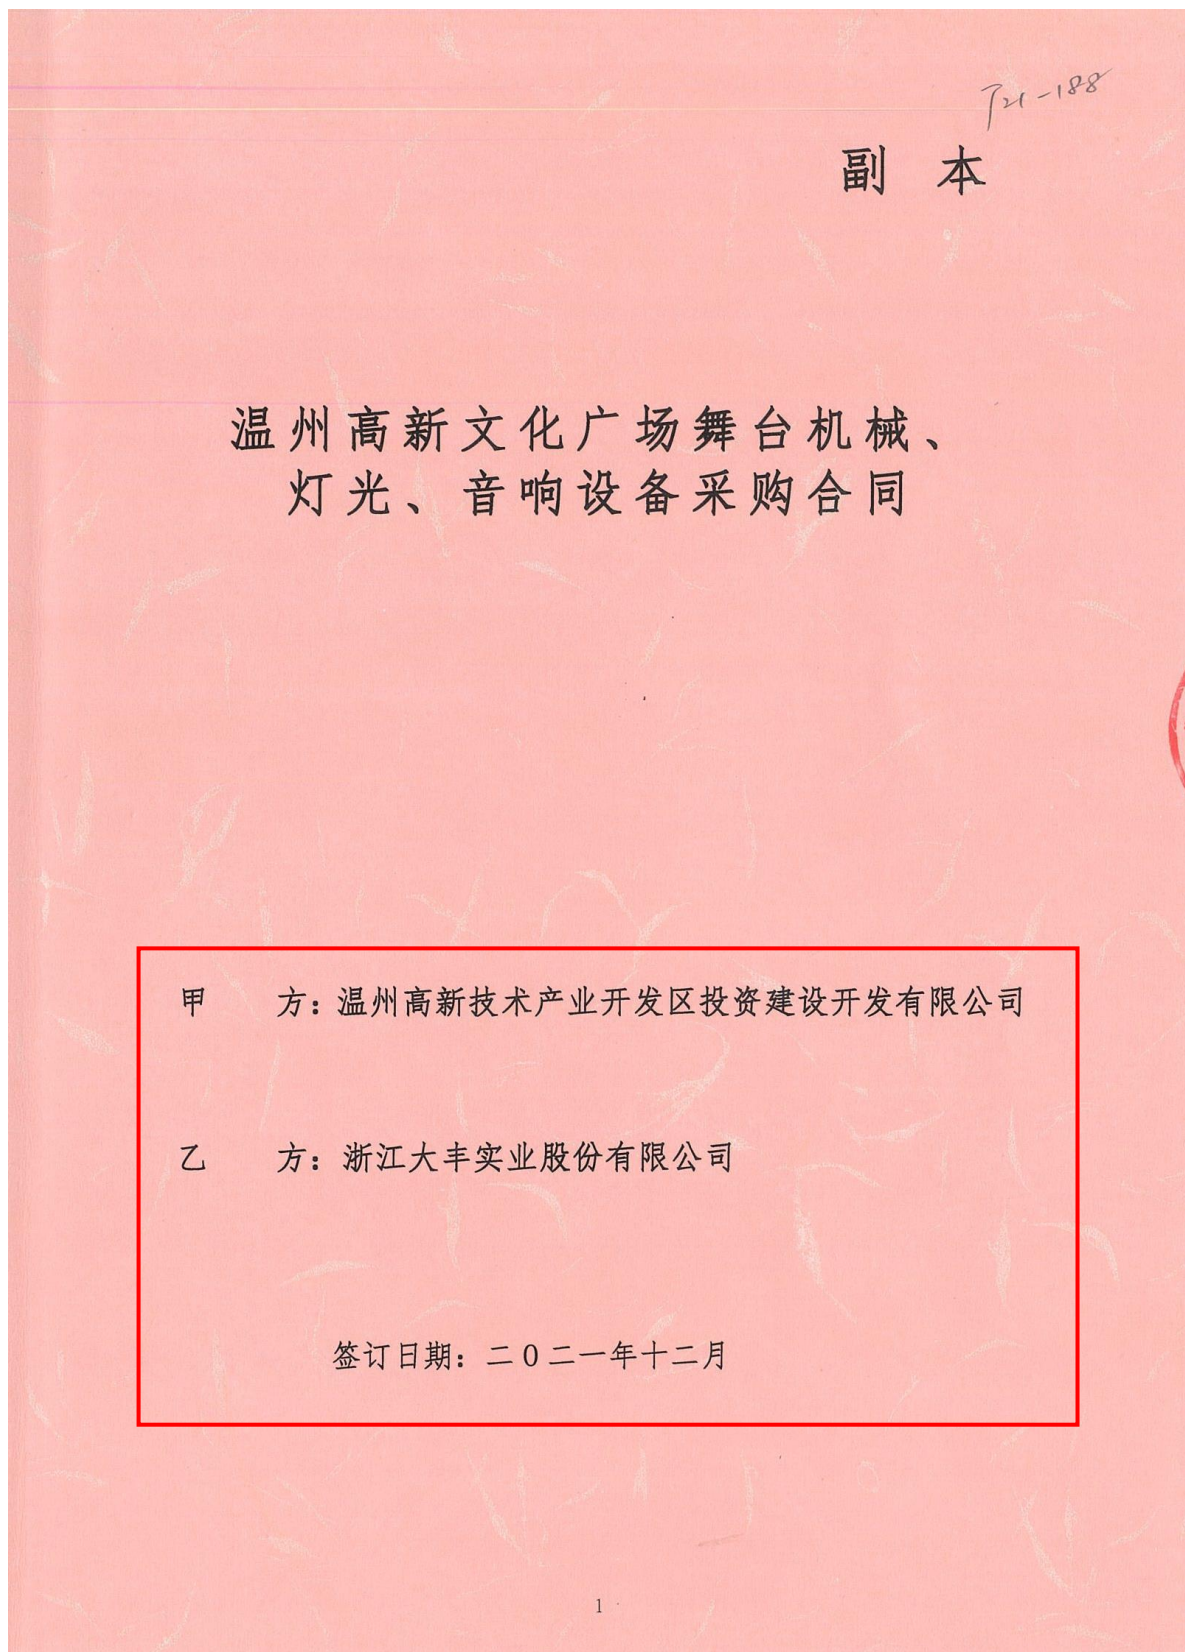 副 本
温州高新文化广场舞台机械、
灯光、音响设备采购合同
甲 方：温州高新技术产业开发区投资建设开发有限公司
乙 方：浙江大丰实业股份有限公司
签订日期：二0二一年十二月
1